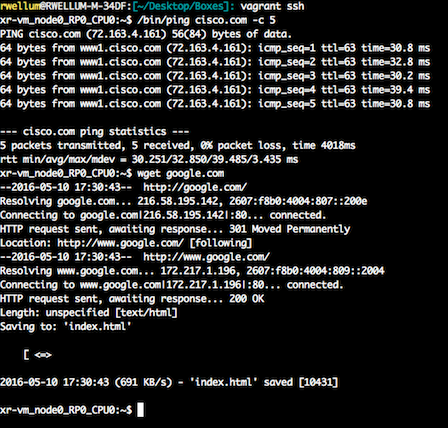 rwellum@RWELLUM-M-34DF:[~/Desktop/Boxes]: vagrant ssh
xr-vm_node0_RP0_CPU0:~$ /bin/ping cisco.com -c 5
PING cisco.com (72.163.4.161) 56(84) bytes of data.
64 bytes from www1.cisco.com (72.163.4.161): icmp_seq=1 ttl=63 time=30.8 ms
64 bytes from www1.cisco.com (72.163.4.161): icmp_seq=2 ttl=63 time=32.8 ms
64 bytes from www1.cisco.com (72.163.4.161): icmp_seq=3 ttl=63 time=30.2 ms
64 bytes from www1.cisco.com (72.163.4.161): icmp_seq=4 ttl=63 time=39.4 ms
64 bytes from www1.cisco.com (72.163.4.161): icmp_seq=5 ttl=63 time=30.8 ms
--- cisco.com ping statistics ---
5 packets transmitted, 5 received, 0% packet loss, time 4018ms
rtt min/avg/max/mdev = 30.251/32.850/39.485/3.435 ms
xr-vm_node0_RP0_CPU0:~$ wget google.com
--2016-05-10 17:30:43--  http://google.com/
Resolving google.com... 216.58.195.142, 2607:f8b0:4004:807::200e
Connecting to google.com|216.58.195.142|:80... connected.
HTTP request sent, awaiting response... 301 Moved Permanently
Location: http://www.google.com/ [following]
--2016-05-10 17:30:43--  http://www.google.com/
Resolving www.google.com... 172.217.1.196, 2607:f8b0:4004:809::2004
Connecting to www.google.com|172.217.1.196|:80... connected.
HTTP request sent, awaiting response... 200 OK
Length: unspecified [text/html]
Saving to: 'index.html'
[ <=>
2016-05-10 17:30:43 (691 KB/s) - 'index.html' saved [10431]
xr-vm_node0_RP0_CPU0:~$